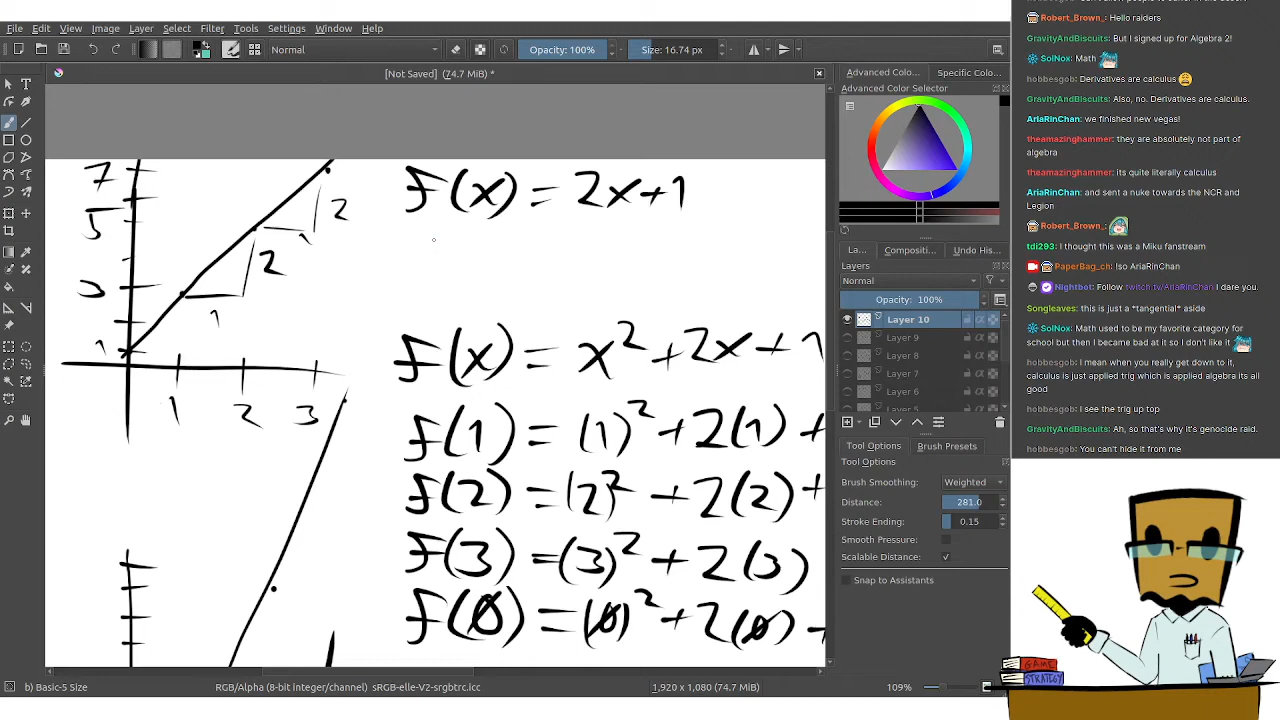 File Edit View Image Layer Select Filter Tools Settings Window Help
Normal Opacity: 100% Size: 16.74 px
[Not Saved] (74.7 MiB) *
7
5
3
1
2
1
2
1
1 2 3
f(x) = 2x+1
f(x) = x²+2x+1
f(1) = (1)²+2(1)+
f(2) = (2)² + 2(2)+
f(3) = (3)² + 2(3)
f(0) = (0)² + 2(0) +
Advanced Colo... Specific Colo...
Advanced Color Selector
La... Compositi... Undo His...
Layers
Normal
Opacity: 100%
Layer 10
Layer 9
Layer 8
Layer 7
Layer 6
Layer 5
Tool Options Brush Presets
Tool Options
Brush Smoothing: Weighted
Distance: 281.0
Stroke Ending: 0.15
Smooth Pressure:
Scalable Distance:
Snap to Assistants
b) Basic-5 Size RGB/Alpha (8-bit integer/channel) sRGB-elle-V2-srgbtrc.icc 1,920 x 1,080 (74.7 MiB) 109%
Robert_Brown_: Hello raiders
GravityAndBiscuits: But I signed up for Algebra 2!
SolNox: Math
hobbesgob: Derivatives are calculus
GravityAndBiscuits: Also, no. Derivatives are calculus.
AriaRinChan: we finished new vegas!
theamazinghammer: they are absolutely not part of
algebra
theamazinghammer: its quite literally calculus
AriaRinChan: and sent a nuke towards the NCR and
Legion
Robert_Brown_:
tdi293: I thought this was a Miku fanstream
PaperBag_ch: !so AriaRinChan
Nightbot: Follow twitch.tv/AriaRinChan I dare you.
Songleaves: this is just a *tangential* aside
SolNox: Math used to be my favorite category for
school but then I became bad at it so I don't like it
hobbesgob: I mean when you really get down to it,
calculus is just applied trig which is applied algebra its all
good
hobbesgob: I see the trig up top
GravityAndBiscuits: Ah, so that's why it's genocide raid.
hobbesgob: You can't hide it from me
GAME
STRATEGY